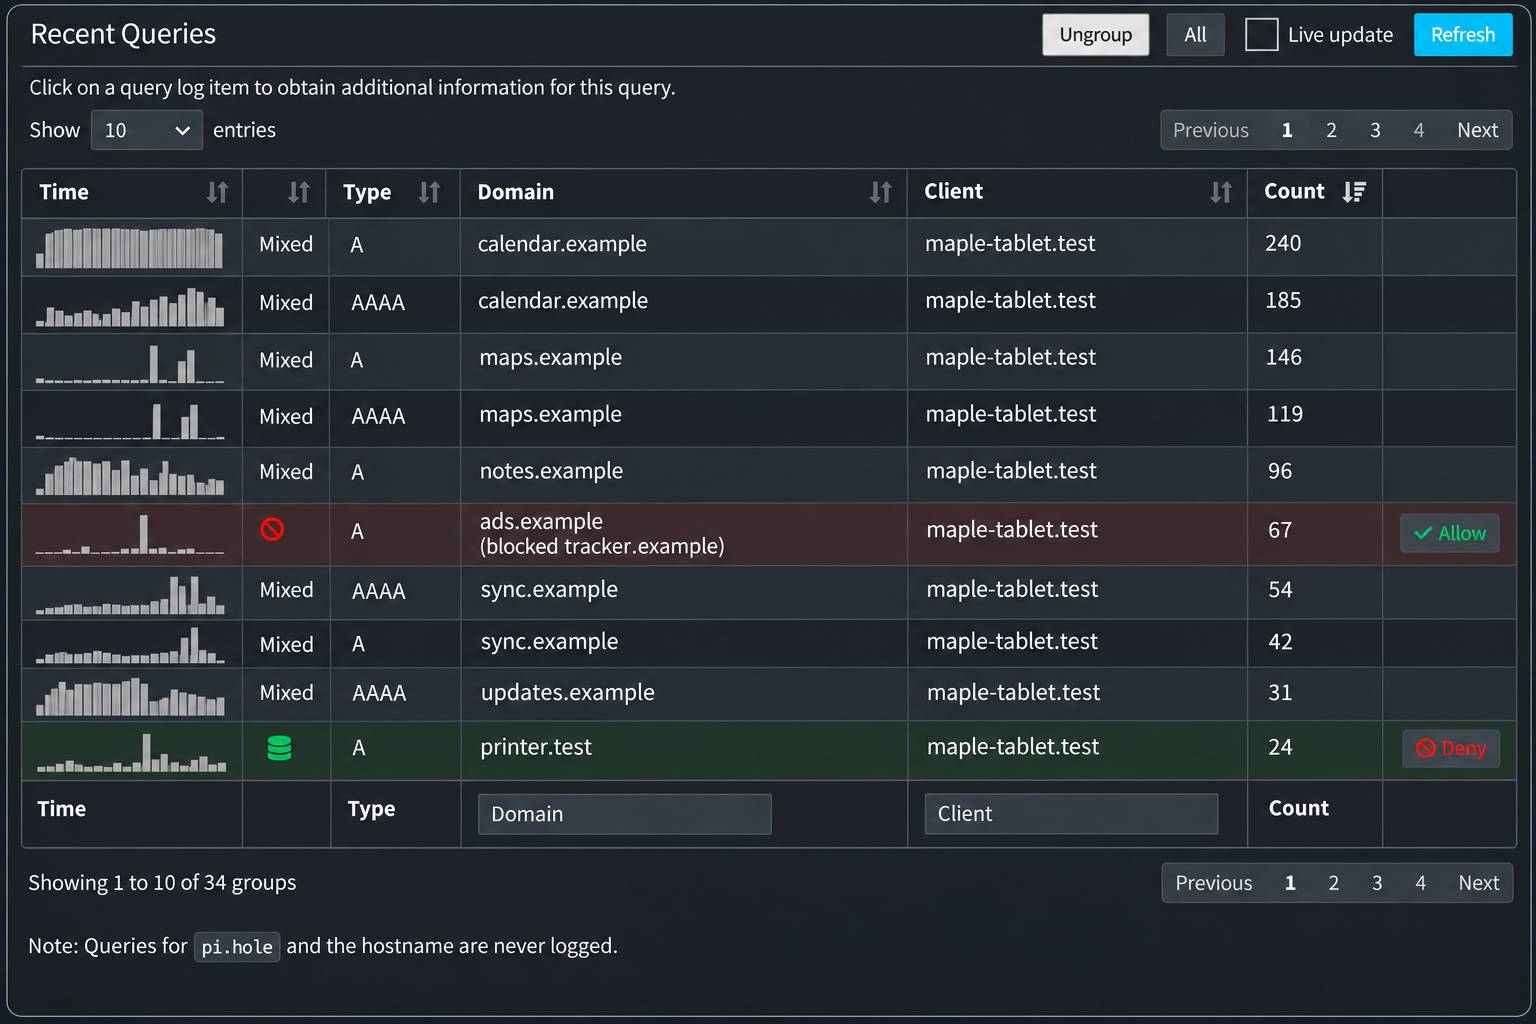 Recent Queries
Ungroup
All
Live update
Refresh
Click on a query log item to obtain additional information for this query.
Show 10 entries
Previous 1 2 3 4 Next
Time Type Domain Client Count
Mixed A calendar.example maple-tablet.test 240
Mixed AAAA calendar.example maple-tablet.test 185
Mixed A maps.example maple-tablet.test 146
Mixed AAAA maps.example maple-tablet.test 119
Mixed A notes.example maple-tablet.test 96
A ads.example maple-tablet.test 67 Allow
(blocked tracker.example)
Mixed AAAA sync.example maple-tablet.test 54
Mixed A sync.example maple-tablet.test 42
Mixed AAAA updates.example maple-tablet.test 31
A printer.test maple-tablet.test 24 Deny
Time Type Domain Client Count
Showing 1 to 10 of 34 groups
Previous 1 2 3 4 Next
Note: Queries for pi.hole and the hostname are never logged.